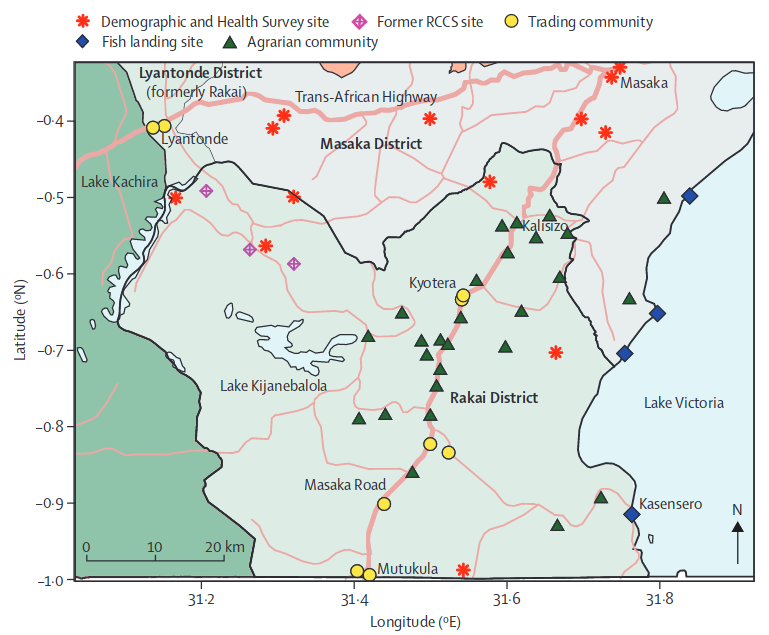 Demographic and Health Survey site Former RCCS site Trading community
Fish landing site Agrarian community
Lyantonde District
(formerly Rakai)
Trans-African Highway
Masaka
Masaka District
Lyantonde
Lake Kachira
Kalisizo
Kyotera
Lake Kijanebalola
Rakai District
Lake Victoria
Masaka Road
Kasensero
N
Mutukula
0 10 20 km
–0·4
–0·5
–0·6
–0·7
–0·8
–0·9
–1·0
Latitude (ºN)
31·2 31·4 31·6 31·8
Longitude (ºE)